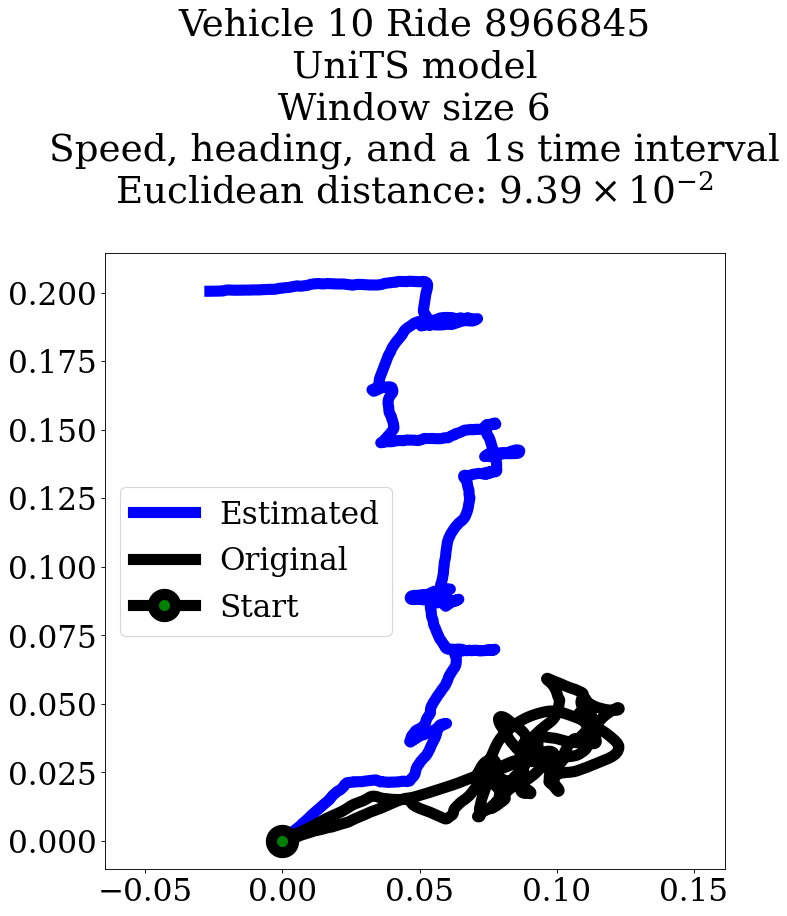 Vehicle 10 Ride 8966845
UniTS model
Window size 6
Speed, heading, and a 1s time interval
Euclidean distance: 9.39 × 10⁻²
0.200
0.175
0.150
0.125
0.100
0.075
0.050
0.025
0.000
Estimated
Original
Start
−0.05 0.00 0.05 0.10 0.15